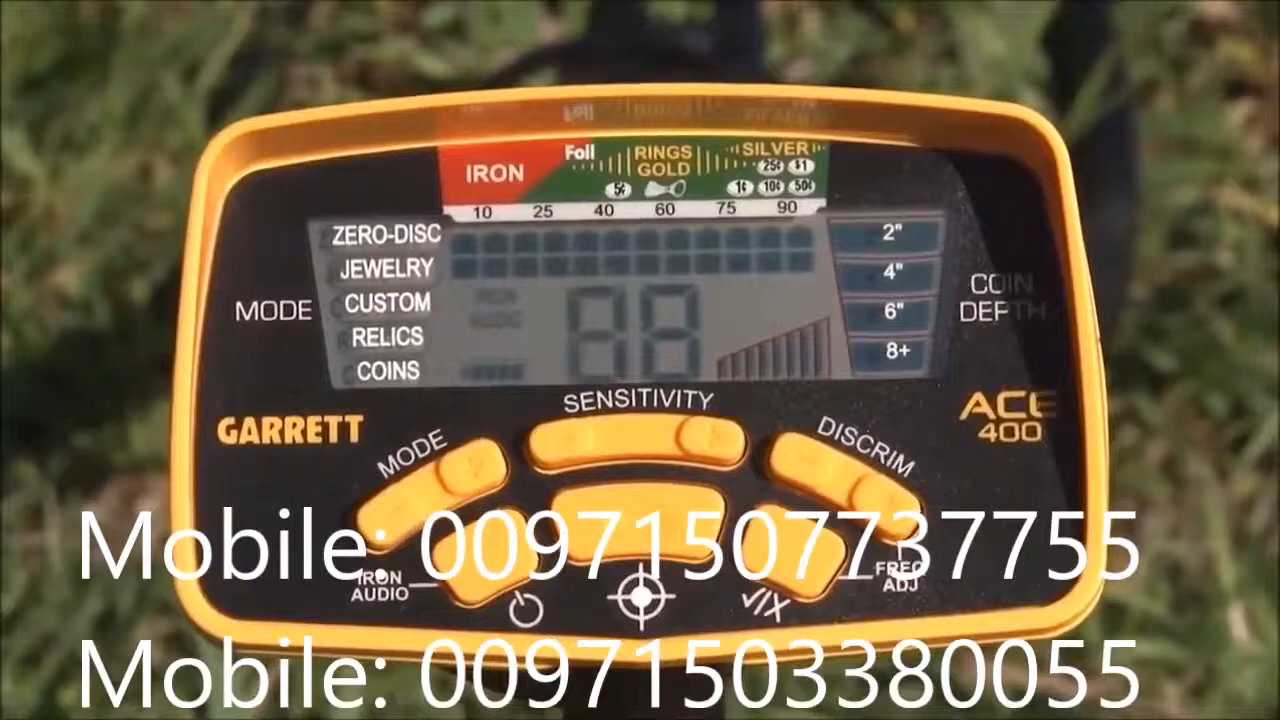 IRON
Foil
RINGS
GOLD
SILVER
25¢ $1
5¢ 1¢ 10¢ 50¢
10 25 40 60 75 90
ZERO-DISC
JEWELRY
CUSTOM
RELICS
COINS
MODE
88
2"
4"
6"
8+
COIN
DEPTH
GARRETT
ACE
400
SENSITIVITY
MODE
DISCRIM
Mobile: 00971507737755
IRON
AUDIO
FREQ
ADJ
√/X
Mobile: 00971503380055